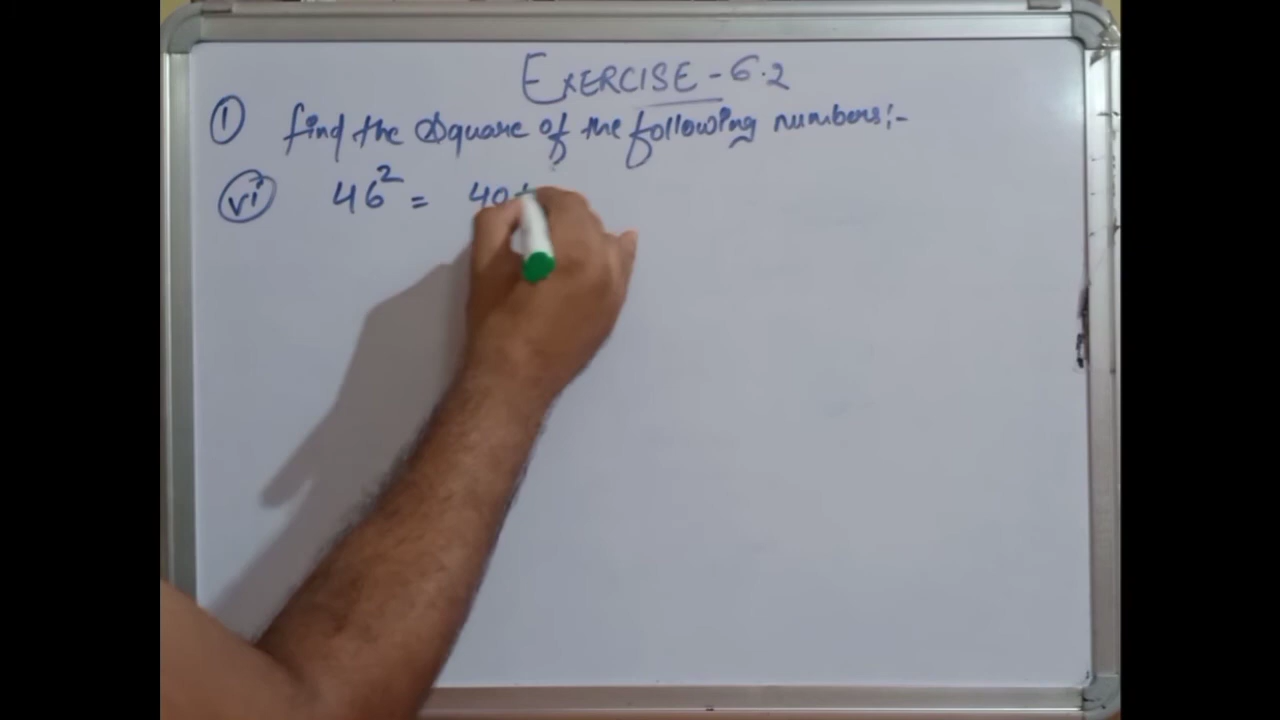 EXERCISE - 6.2
① find the square of the following numbers:-
(vi) 46² = 40+